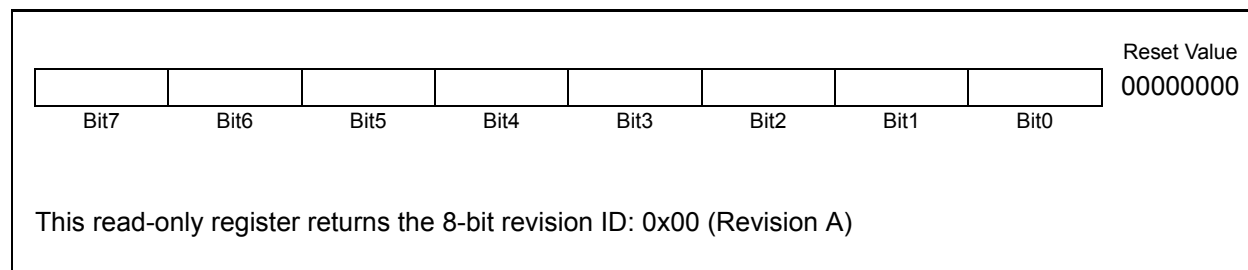 Reset Value
00000000
Bit7 Bit6 Bit5 Bit4 Bit3 Bit2 Bit1 Bit0
This read-only register returns the 8-bit revision ID: 0x00 (Revision A)